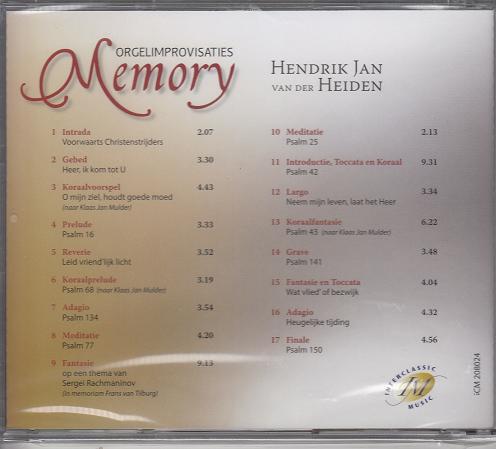 ORGELIMPROVISATIES
Memory
HENDRIK JAN
VAN DER HEIDEN
1 Intrada 2.07
Voorwaarts Christenstrijders
2 Gebed 3.30
Heer, ik kom tot U
3 Koraalvoorspel 4.43
O mijn ziel, houdt goede moed
(naar Klaas Jan Mulder)
4 Prelude 3.33
Psalm 16
5 Reverie 3.52
Leid vriend'lijk licht
6 Koraalprelude 3.19
Psalm 68 (naar Klaas Jan Mulder)
7 Adagio 3.54
Psalm 134
8 Meditatie 4.20
Psalm 77
9 Fantasie 9.13
op een thema van
Sergei Rachmaninov
(in memoriam Frans van Tilburg)
10 Meditatie 2.13
Psalm 25
11 Introductie, Toccata en Koraal 9.31
Psalm 42
12 Largo 3.34
Neem mijn leven, laat het Heer
13 Koraalfantasie 6.22
Psalm 43 (naar Klaas Jan Mulder)
14 Grave 3.48
Psalm 141
15 Fantasie en Toccata 4.04
Wat vlied' of bezwijk
16 Adagio 4.32
Heugelijke tijding
17 Finale 4.56
Psalm 150
INTERCLASSIC
IM
MUSIC
ICM 208024